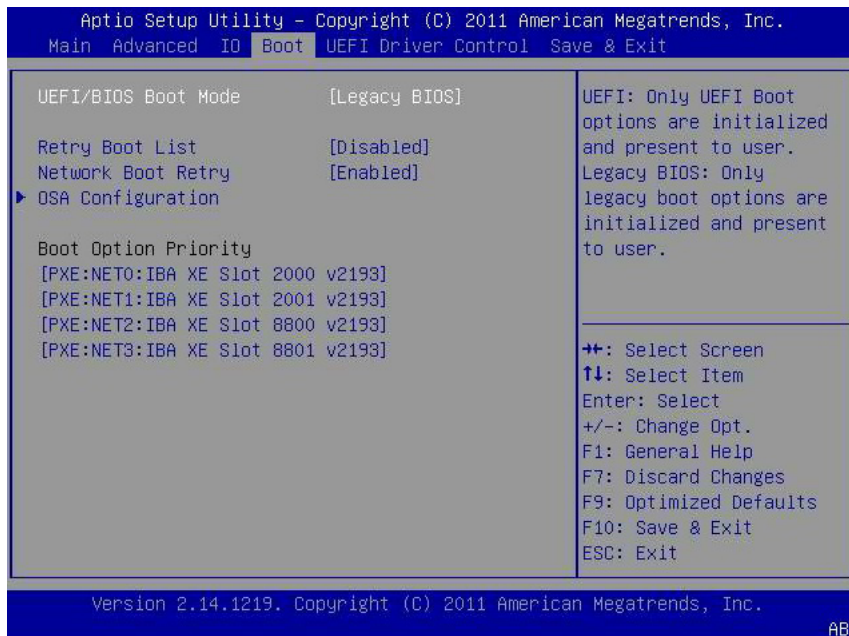 Aptio Setup Utility – Copyright (C) 2011 American Megatrends, Inc.
Main Advanced IO Boot UEFI Driver Control Save & Exit
UEFI/BIOS Boot Mode [Legacy BIOS]
Retry Boot List [Disabled]
Network Boot Retry [Enabled]
OSA Configuration
Boot Option Priority
[PXE:NET0:IBA XE Slot 2000 v2193]
[PXE:NET1:IBA XE Slot 2001 v2193]
[PXE:NET2:IBA XE Slot 8800 v2193]
[PXE:NET3:IBA XE Slot 8801 v2193]
UEFI: Only UEFI Boot
options are initialized
and present to user.
Legacy BIOS: Only
legacy boot options are
initialized and present
to user.
→←: Select Screen
↑↓: Select Item
Enter: Select
+/-: Change Opt.
F1: General Help
F7: Discard Changes
F9: Optimized Defaults
F10: Save & Exit
ESC: Exit
Version 2.14.1219. Copyright (C) 2011 American Megatrends, Inc.
AB